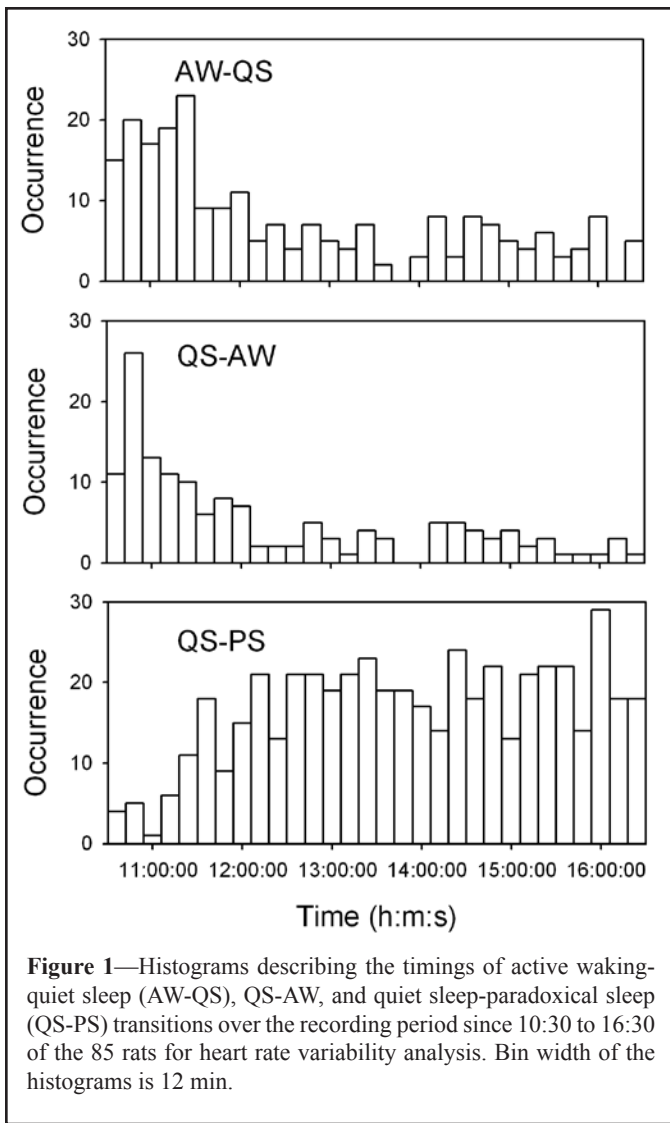 30
AW-QS
20
Occurrence
10
0
30
QS-AW
20
Occurrence
10
0
30
QS-PS
20
Occurrence
10
0
11:00:00 12:00:00 13:00:00 14:00:00 15:00:00 16:00:00
Time (h:m:s)
Figure 1—Histograms describing the timings of active waking-
quiet sleep (AW-QS), QS-AW, and quiet sleep-paradoxical sleep
(QS-PS) transitions over the recording period since 10:30 to 16:30
of the 85 rats for heart rate variability analysis. Bin width of the
histograms is 12 min.